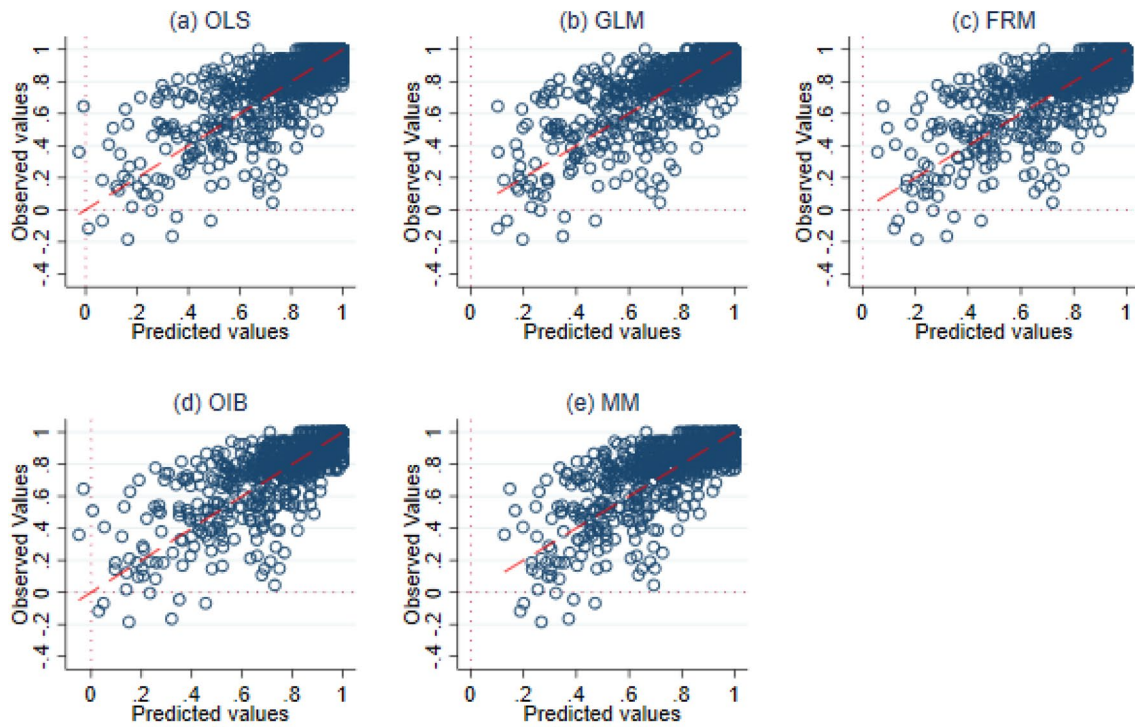 (a) OLS
Observed Values
1
.8
.6
.4
.2
0
-.2
-.4
0 .2 .4 .6 .8 1
Predicted values
(b) GLM
Observed Values
1
.8
.6
.4
.2
0
-.2
-.4
0 .2 .4 .6 .8 1
Predicted values
(c) FRM
Observed Values
1
.8
.6
.4
.2
0
-.2
-.4
0 .2 .4 .6 .8 1
Predicted values
(d) OIB
Observed Values
1
.8
.6
.4
.2
0
-.2
-.4
0 .2 .4 .6 .8 1
Predicted values
(e) MM
Observed Values
1
.8
.6
.4
.2
0
-.2
-.4
0 .2 .4 .6 .8 1
Predicted values